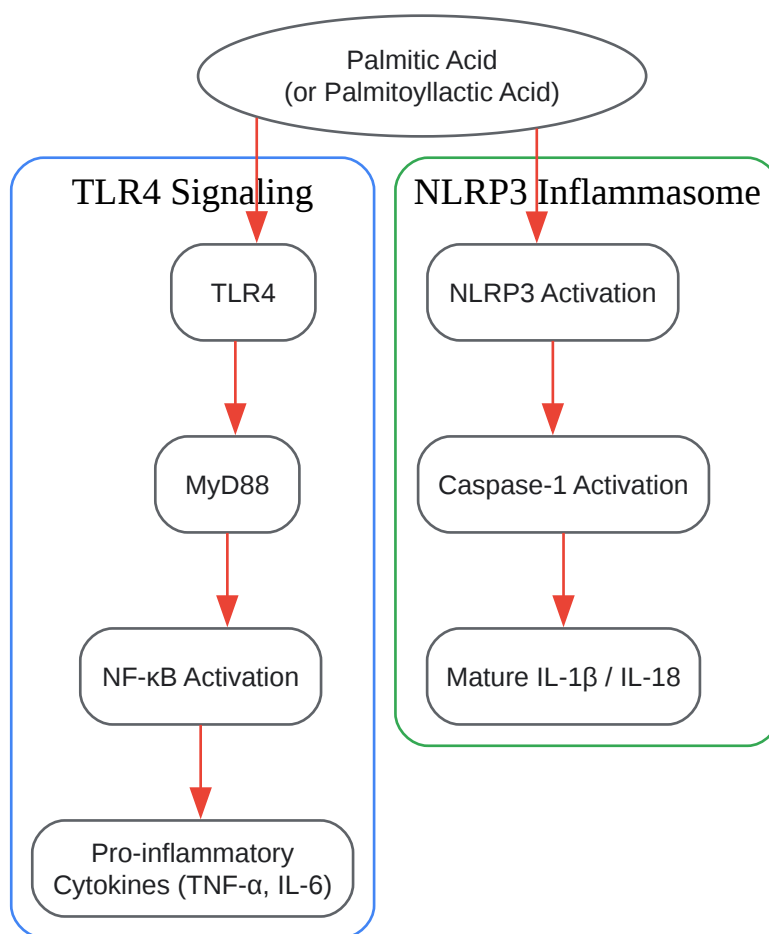 Palmitic Acid
(or Palmitoyllactic Acid)
TLR4 Signaling
TLR4
MyD88
NF-κB Activation
Pro-inflammatory
Cytokines (TNF-α, IL-6)
NLRP3 Inflammasome
NLRP3 Activation
Caspase-1 Activation
Mature IL-1β / IL-18